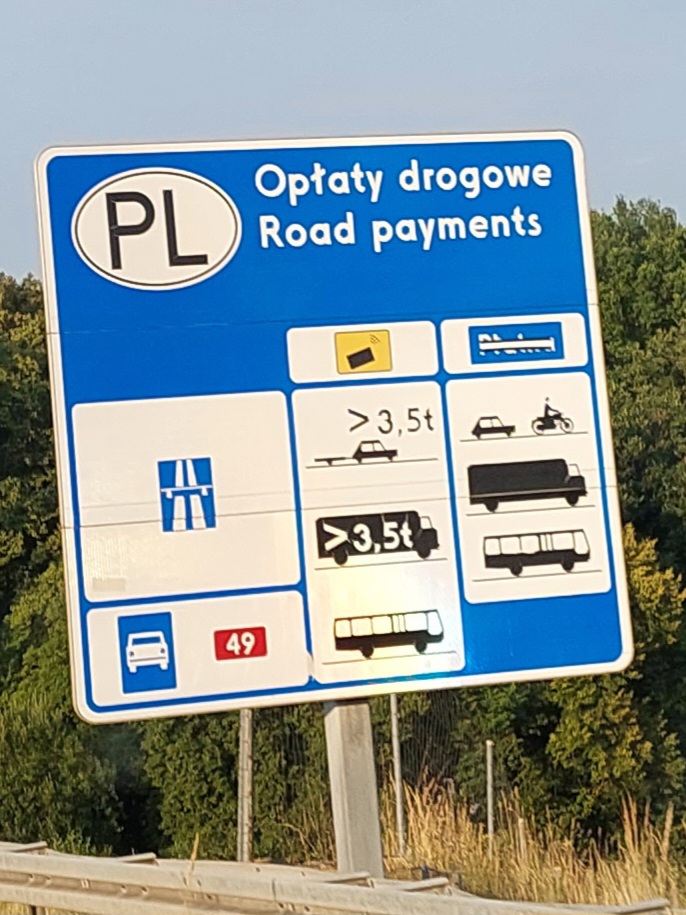 PL
Opłaty drogowe
Road payments
>3,5t
>3,5t
49